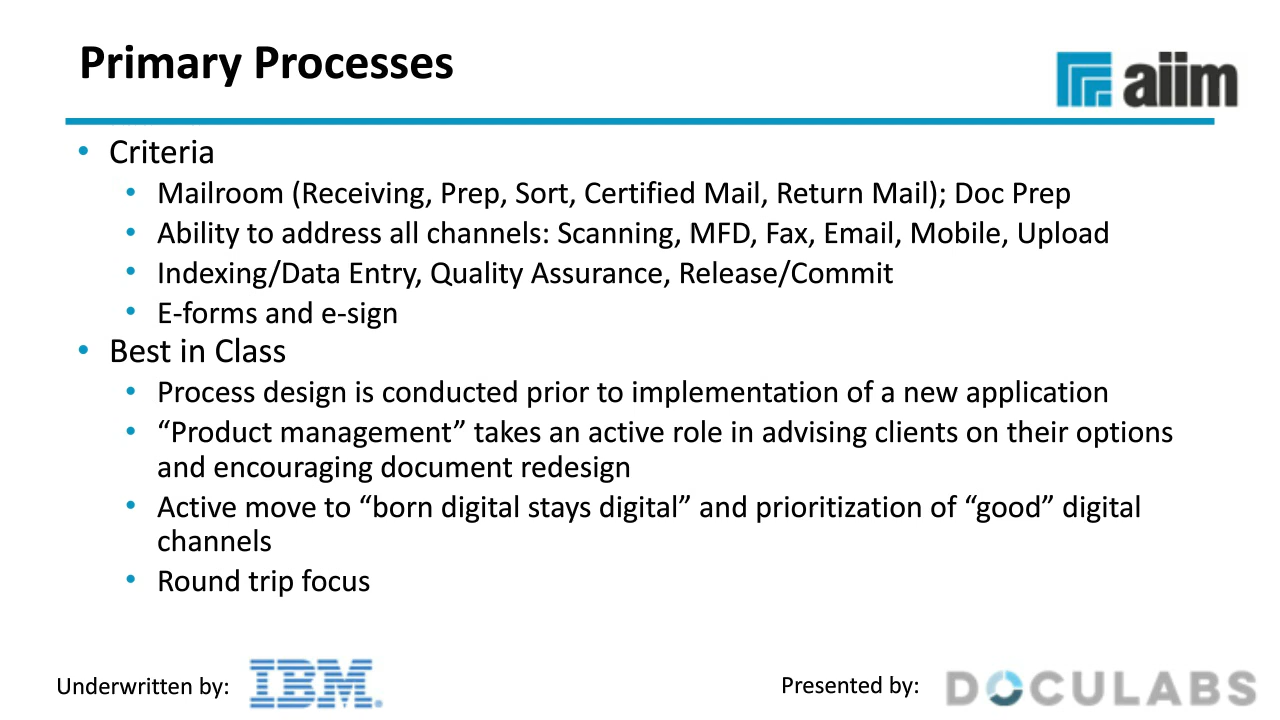 Primary Processes
aiim
• Criteria
• Mailroom (Receiving, Prep, Sort, Certified Mail, Return Mail); Doc Prep
• Ability to address all channels: Scanning, MFD, Fax, Email, Mobile, Upload
• Indexing/Data Entry, Quality Assurance, Release/Commit
• E-forms and e-sign
• Best in Class
• Process design is conducted prior to implementation of a new application
• “Product management” takes an active role in advising clients on their options
and encouraging document redesign
• Active move to “born digital stays digital” and prioritization of “good” digital
channels
• Round trip focus
Underwritten by: IBM®
Presented by: DOCULABS